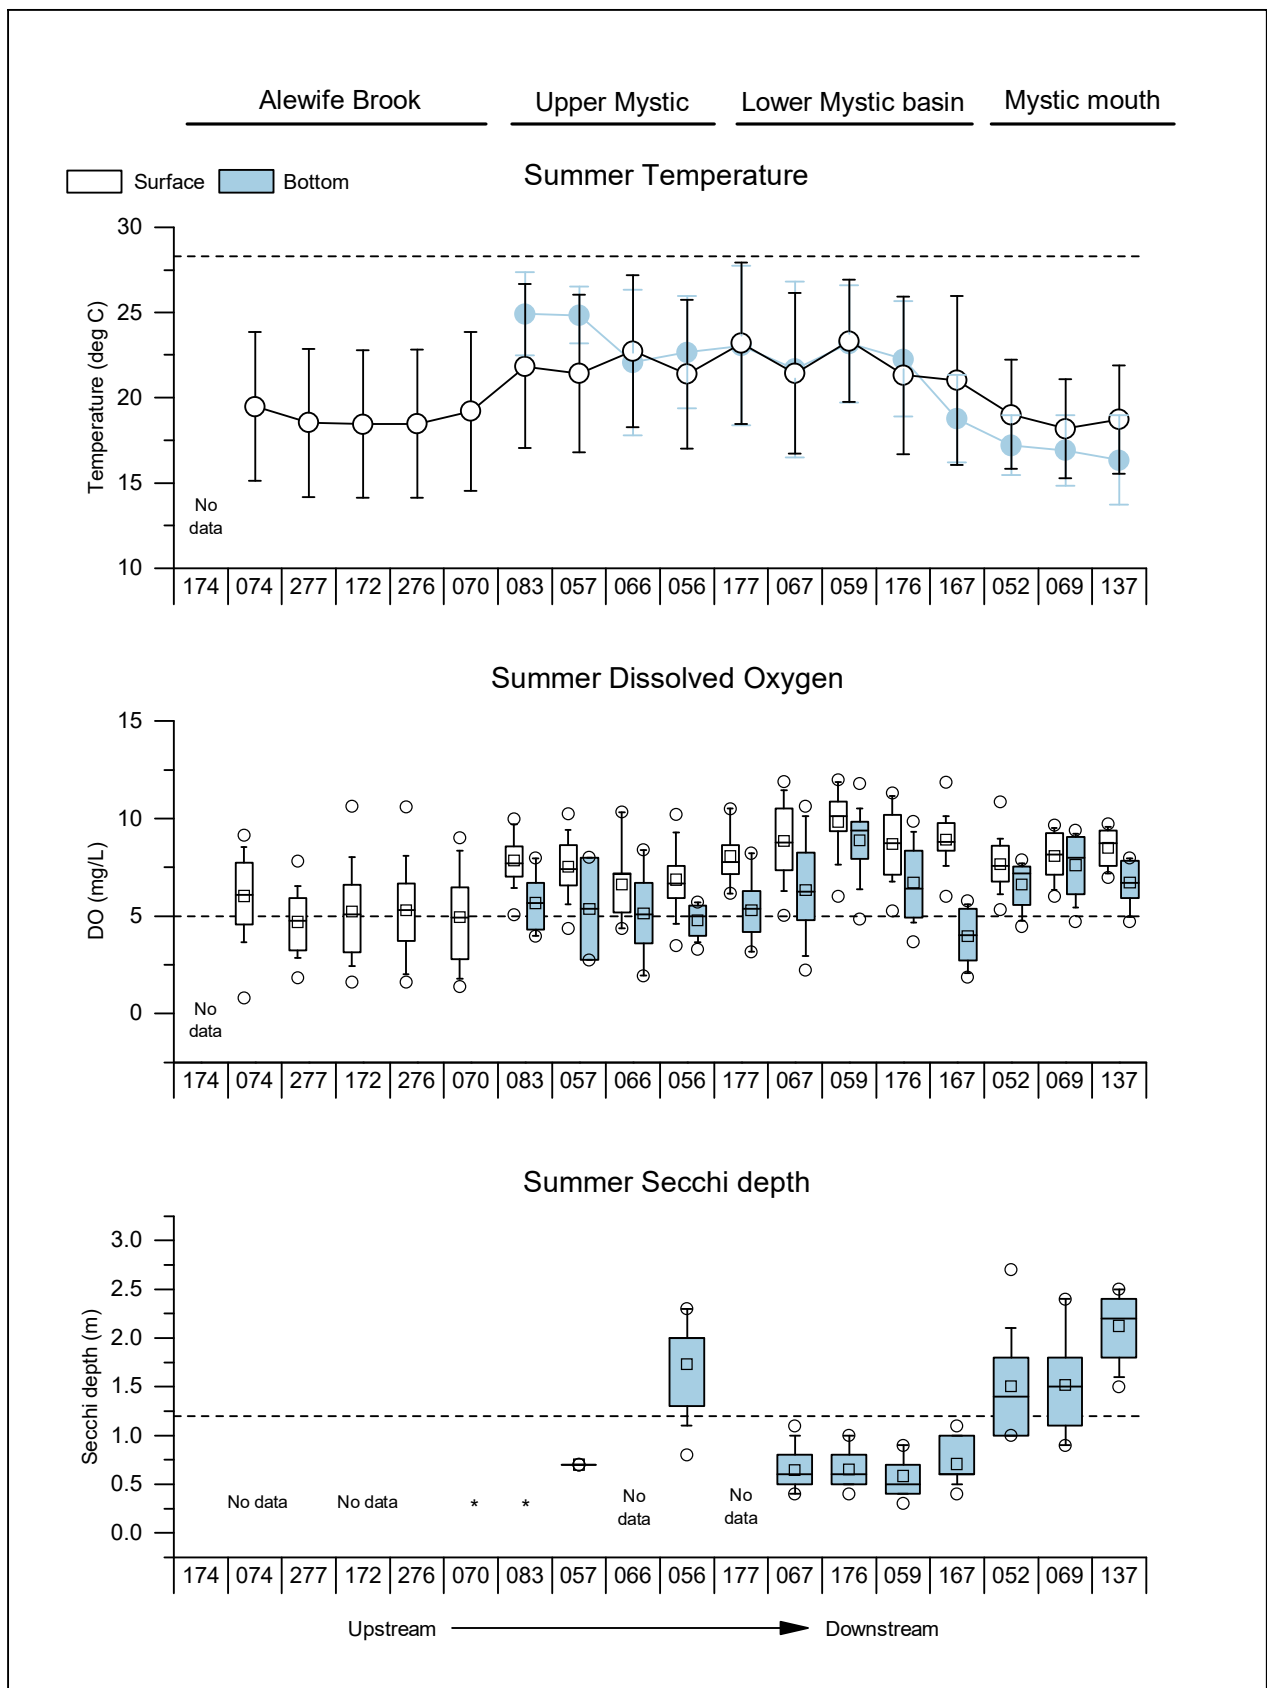 Alewife Brook Upper Mystic Lower Mystic basin Mystic mouth
Surface Bottom
Summer Temperature
Temperature (deg C)
30
25
20
15
10
No
data
174 074 277 172 276 070 083 057 066 056 177 067 059 176 167 052 069 137
Summer Dissolved Oxygen
DO (mg/L)
15
10
5
0
No
data
174 074 277 172 276 070 083 057 066 056 177 067 059 176 167 052 069 137
Summer Secchi depth
Secchi depth (m)
3.0
2.5
2.0
1.5
1.0
0.5
0.0
No data No data * *
No
data
No
data
174 074 277 172 276 070 083 057 066 056 177 067 176 059 167 052 069 137
Upstream Downstream